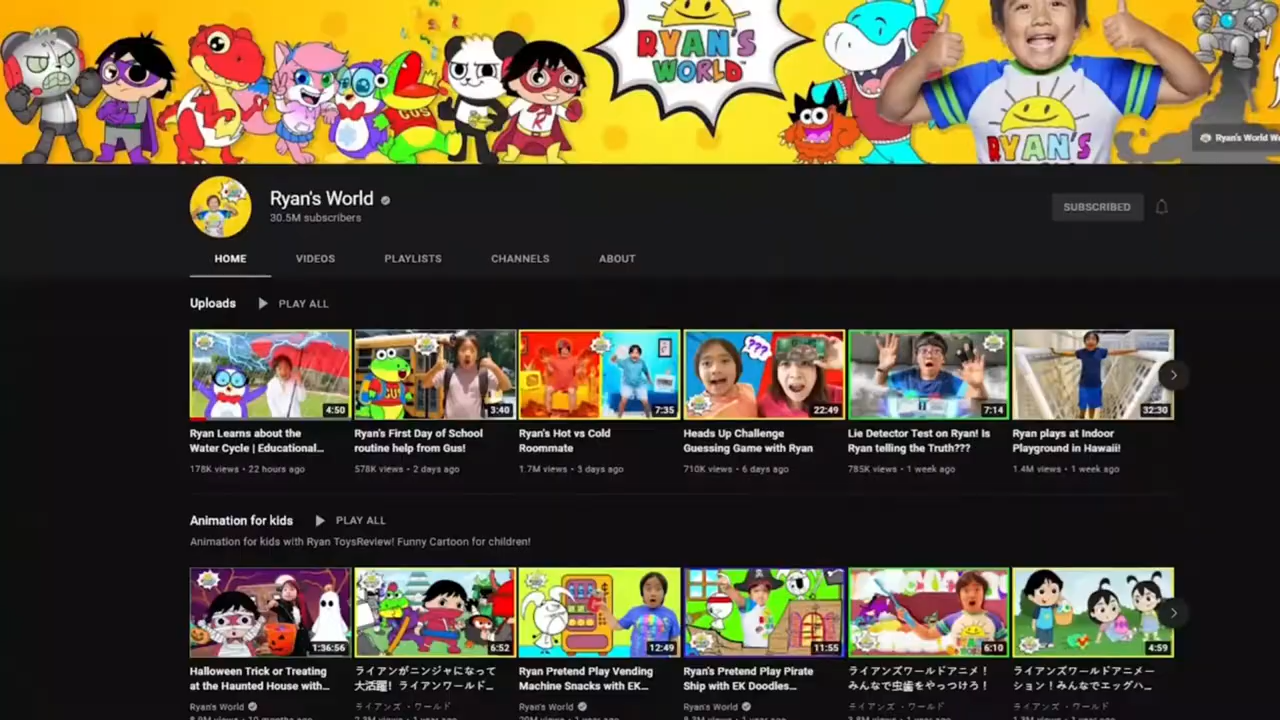 RYAN'S
WORLD
GUS
RYAN'S
Ryan's World
Ryan's World
30.5M subscribers
SUBSCRIBED
HOME
VIDEOS
PLAYLISTS
CHANNELS
ABOUT
Uploads
PLAY ALL
4:50
3:40
7:35
???
22:49
7:14
32:30
Ryan Learns about the
Water Cycle | Educational...
178K views • 22 hours ago
Ryan's First Day of School
routine help from Gus!
578K views • 2 days ago
Ryan's Hot vs Cold
Roommate
1.7M views • 3 days ago
Heads Up Challenge
Guessing Game with Ryan
710K views • 6 days ago
Lie Detector Test on Ryan! Is
Ryan telling the Truth???
785K views • 1 week ago
Ryan plays at Indoor
Playground in Hawaii!
1.4M views • 1 week ago
Animation for kids
PLAY ALL
Animation for kids with Ryan ToysReview! Funny Cartoon for children!
1:36:56
6:52
12:49
11:55
6:10
4:59
Halloween Trick or Treating
at the Haunted House with...
Ryan's World
ライアンがニンジャになって
大活躍！ライアンワールド...
ライアンズ・ワールド
Ryan Pretend Play Vending
Machine Snacks with EK...
Ryan's World
Ryan's Pretend Play Pirate
Ship with EK Doodles...
Ryan's World
ライアンズワールドアニメ！
みんなで虫歯をやっつけろ！
ライアンズ・ワールド
ライアンズワールドアニメー
ション！みんなでエッグハ...
ライアンズ・ワールド